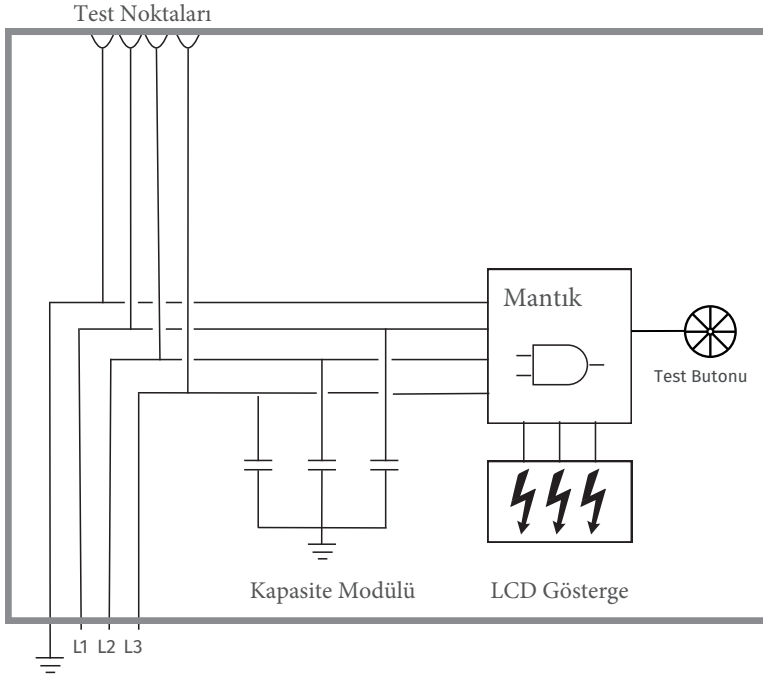 Test Noktaları
Mantık
Test Butonu
Kapasite Modülü
LCD Gösterge
L1 L2 L3